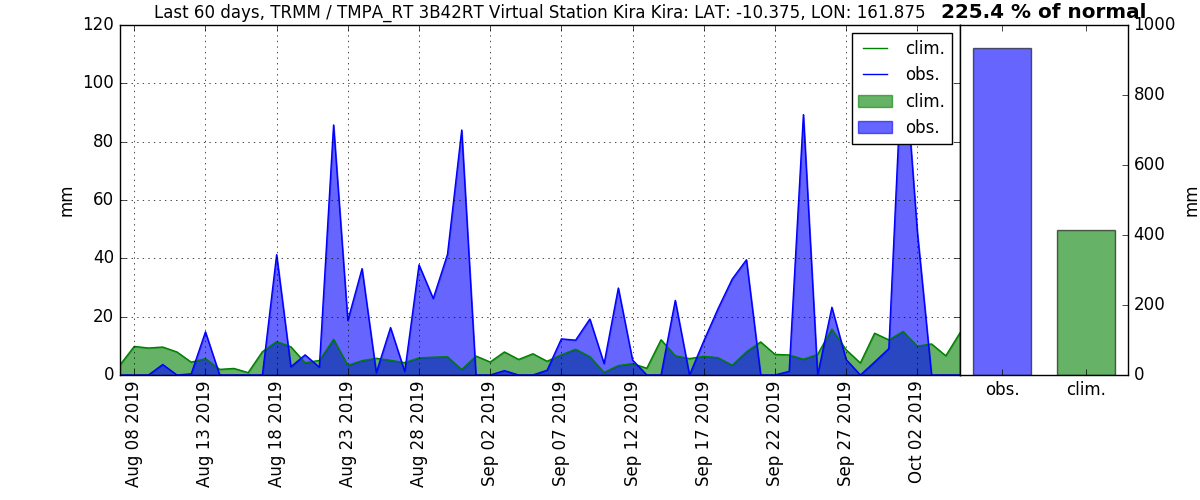 Last 60 days, TRMM / TMPA_RT 3B42RT Virtual Station Kira Kira: LAT: -10.375, LON: 161.875
225.4 % of normal
120
100
80
60
40
20
0
mm
clim.
obs.
clim.
obs.
1000
800
600
400
200
0
mm
Aug 08 2019
Aug 13 2019
Aug 18 2019
Aug 23 2019
Aug 28 2019
Sep 02 2019
Sep 07 2019
Sep 12 2019
Sep 17 2019
Sep 22 2019
Sep 27 2019
Oct 02 2019
obs.
clim.